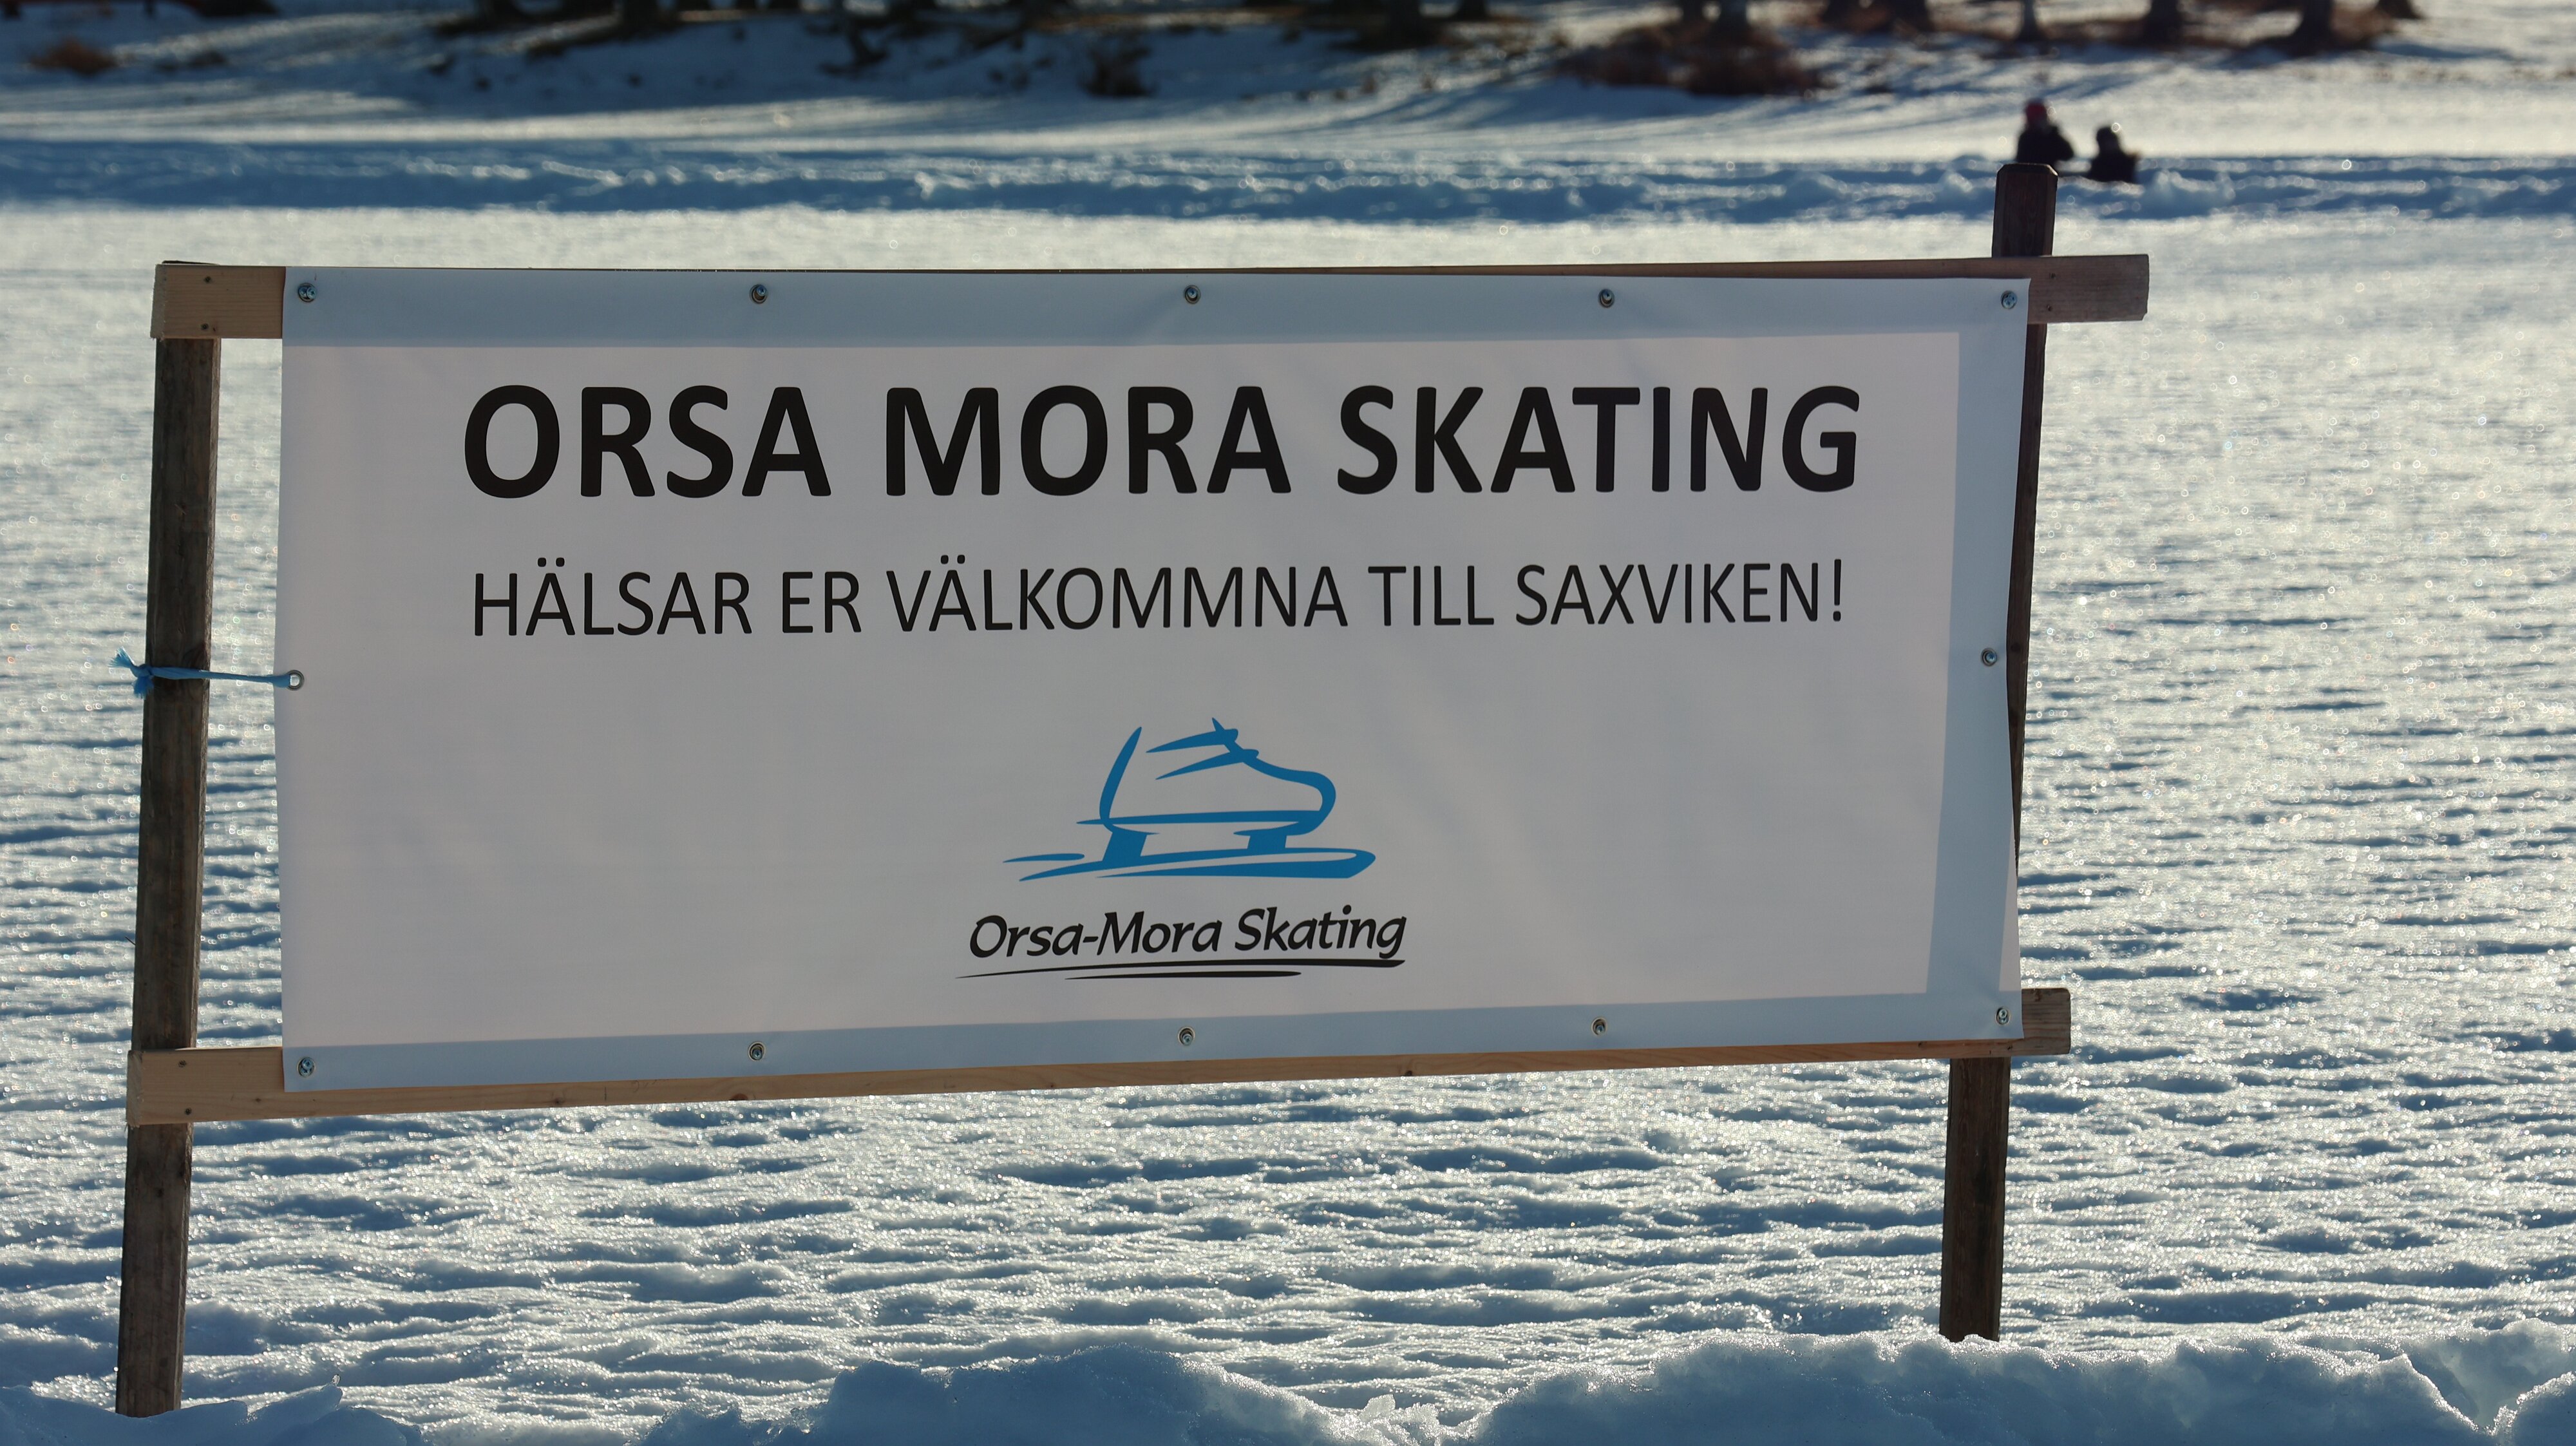 ORSA MORA SKATING
HÄLSAR ER VÄLKOMMNA TILL SAXVIKEN!
Orsa-Mora Skating